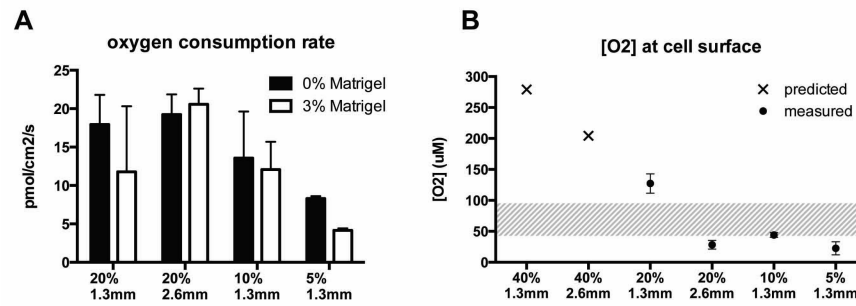 A
oxygen consumption rate
25
20
15
10
5
0
pmol/cm2/s
0% Matrigel
3% Matrigel
20% 20% 10% 5%
1.3mm 2.6mm 1.3mm 1.3mm
B
[O2] at cell surface
300
250
200
150
100
50
0
[O2] (uM)
predicted
measured
40% 40% 20% 20% 10% 5%
1.3mm 2.6mm 1.3mm 2.6mm 1.3mm 1.3mm